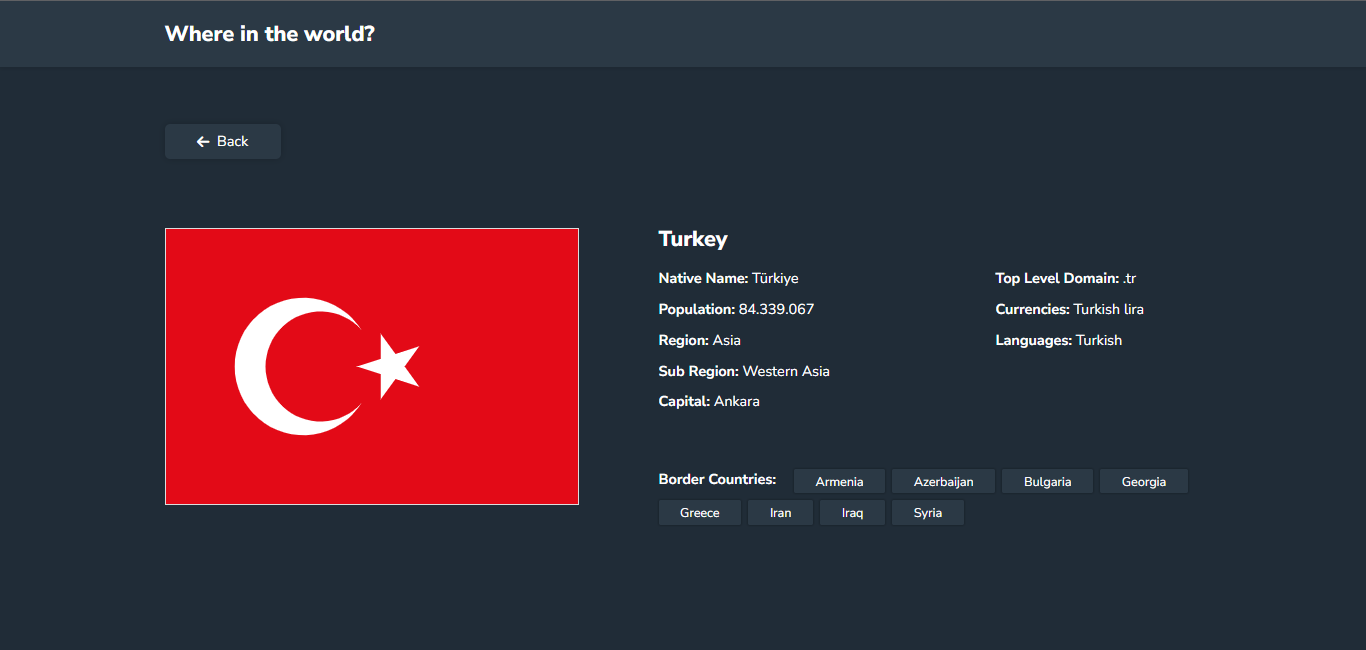 Where in the world?
Back
Turkey
Native Name: Türkiye
Population: 84.339.067
Region: Asia
Sub Region: Western Asia
Capital: Ankara
Top Level Domain: .tr
Currencies: Turkish lira
Languages: Turkish
Border Countries: Armenia Azerbaijan Bulgaria Georgia
Greece Iran Iraq Syria